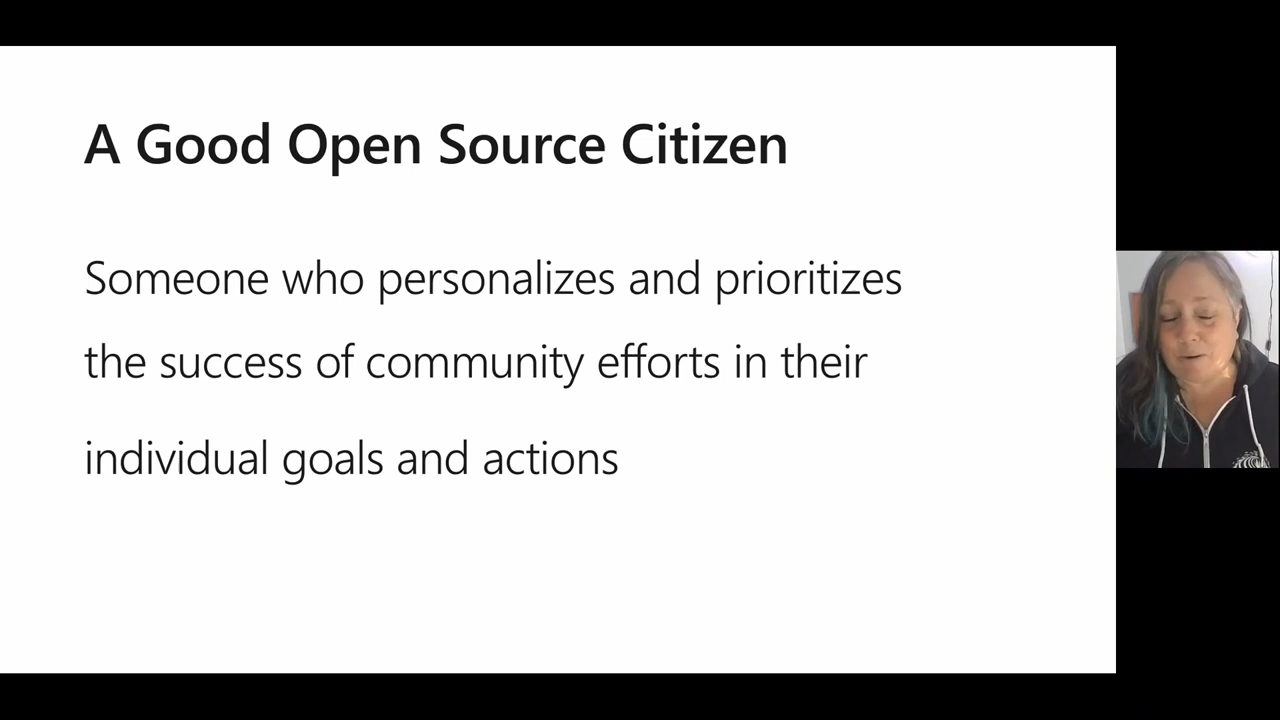 A Good Open Source Citizen
Someone who personalizes and prioritizes
the success of community efforts in their
individual goals and actions